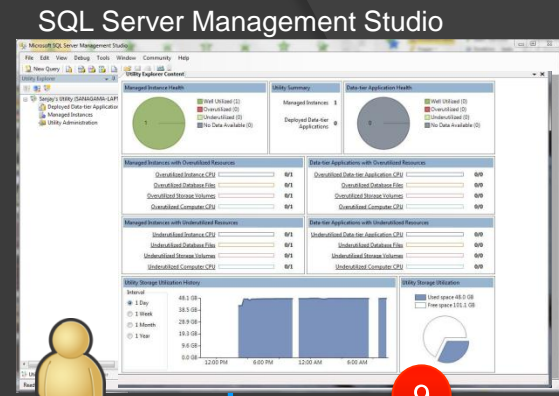 SQL Server Management Studio
Microsoft SQL Server Management Studio
File Edit View Debug Tools Window Community Help
New Query
Utility Explorer
Utility Explorer Content
Sanjay's Utility
Deployed Data-tier Application
Managed Instances
Utility Administration
Managed Instance Health
Utility Summary
Data-tier Application Health
Well Utilized (1)
Overutilized (0)
Underutilized (0)
No Data Available (0)
1
Managed Instances 1
Deployed Data-tier Applications 0
0
Well Utilized (0)
Overutilized (0)
Underutilized (0)
No Data Available (0)
Managed Instances with Overutilized Resources
Data-tier Applications with Overutilized Resources
Overutilized Instance CPU 0/1
Overutilized Data-tier Application CPU 0/0
Overutilized Database Files 0/1
Overutilized Database Files 0/0
Overutilized Storage Volumes 0/1
Overutilized Storage Volumes 0/0
Overutilized Computer CPU 0/1
Overutilized Computer CPU 0/0
Managed Instances with Underutilized Resources
Data-tier Applications with Underutilized Resources
Underutilized Instance CPU 0/1
Underutilized Data-tier Application CPU 0/0
Underutilized Database Files 0/1
Underutilized Database Files 0/0
Underutilized Storage Volumes 0/1
Underutilized Storage Volumes 0/0
Underutilized Computer CPU 0/1
Underutilized Computer CPU 0/0
Utility Storage Utilization History
Utility Storage Utilization
Interval
1 Day
1 Week
1 Month
1 Year
48.1 GB
38.5 GB
28.9 GB
19.3 GB
9.6 GB
0.0 GB
12:00 PM 6:00 PM 12:00 AM 6:00 AM
Used space 48.0 GB
Free space 101.1 GB
9